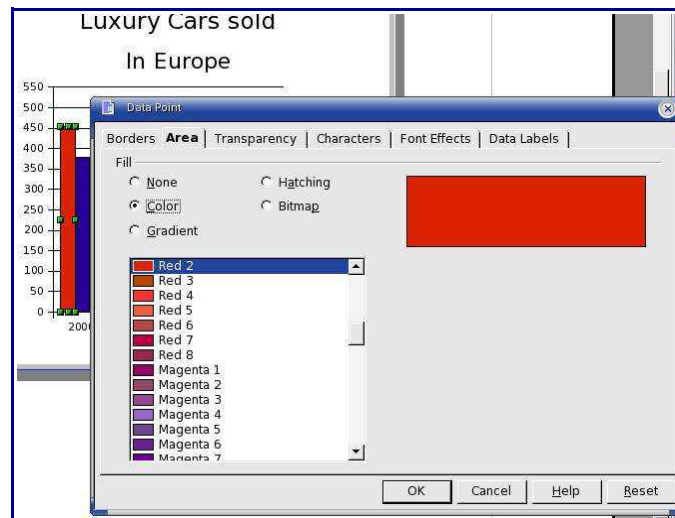 Luxury Cars sold
In Europe
550
500
450
400
350
300
250
200
150
100
50
0
2000
Data Point
Borders Area Transparency Characters Font Effects Data Labels
Fill
None Hatching
Color Bitmap
Gradient
Red 2
Red 3
Red 4
Red 5
Red 6
Red 7
Red 8
Magenta 1
Magenta 2
Magenta 3
Magenta 4
Magenta 5
Magenta 6
Magenta 7
OK Cancel Help Reset